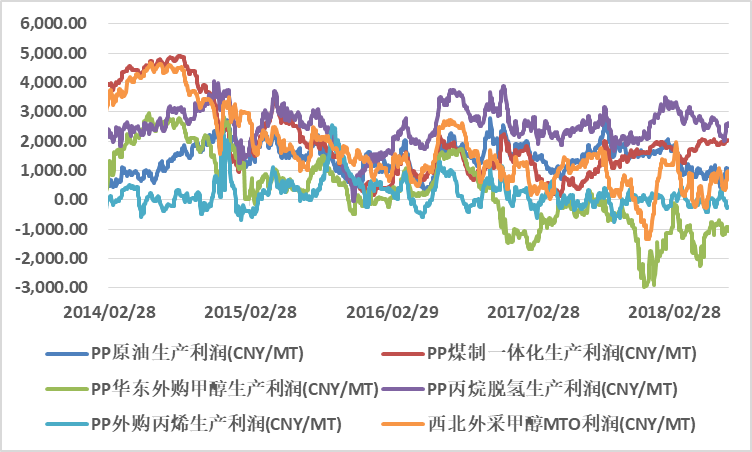 6,000.00
5,000.00
4,000.00
3,000.00
2,000.00
1,000.00
0.00
-1,000.00
-2,000.00
-3,000.00
2014/02/28 2015/02/28 2016/02/29 2017/02/28 2018/02/28
PP原油生产利润(CNY/MT) PP煤制一体化生产利润(CNY/MT)
PP华东外购甲醇生产利润(CNY/MT) PP丙烷脱氢生产利润(CNY/MT)
PP外购丙烯生产利润(CNY/MT) 西北外采甲醇MTO利润(CNY/MT)